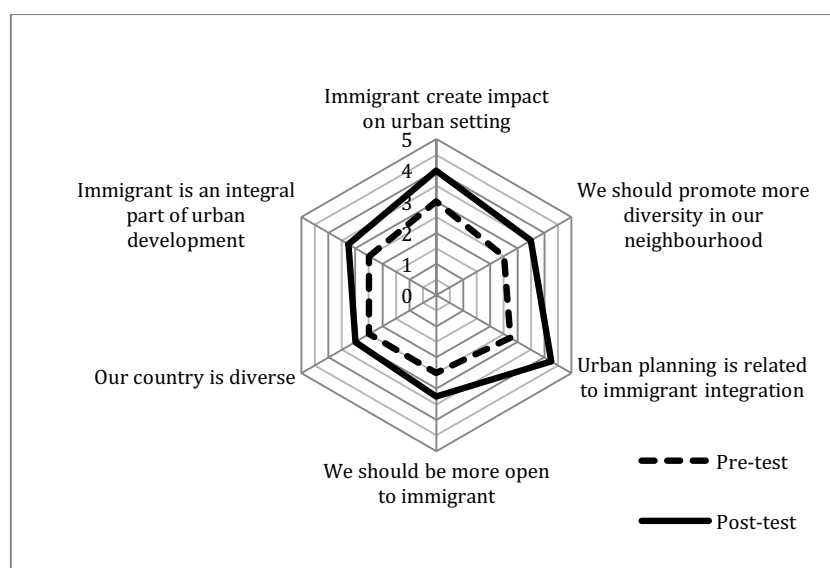 Immigrant create impact
on urban setting
5
4
3
2
1
0
We should promote more
diversity in our
neighbourhood
Urban planning is related
to immigrant integration
We should be more open
to immigrant
Our country is diverse
Immigrant is an integral
part of urban
development
Pre-test
Post-test